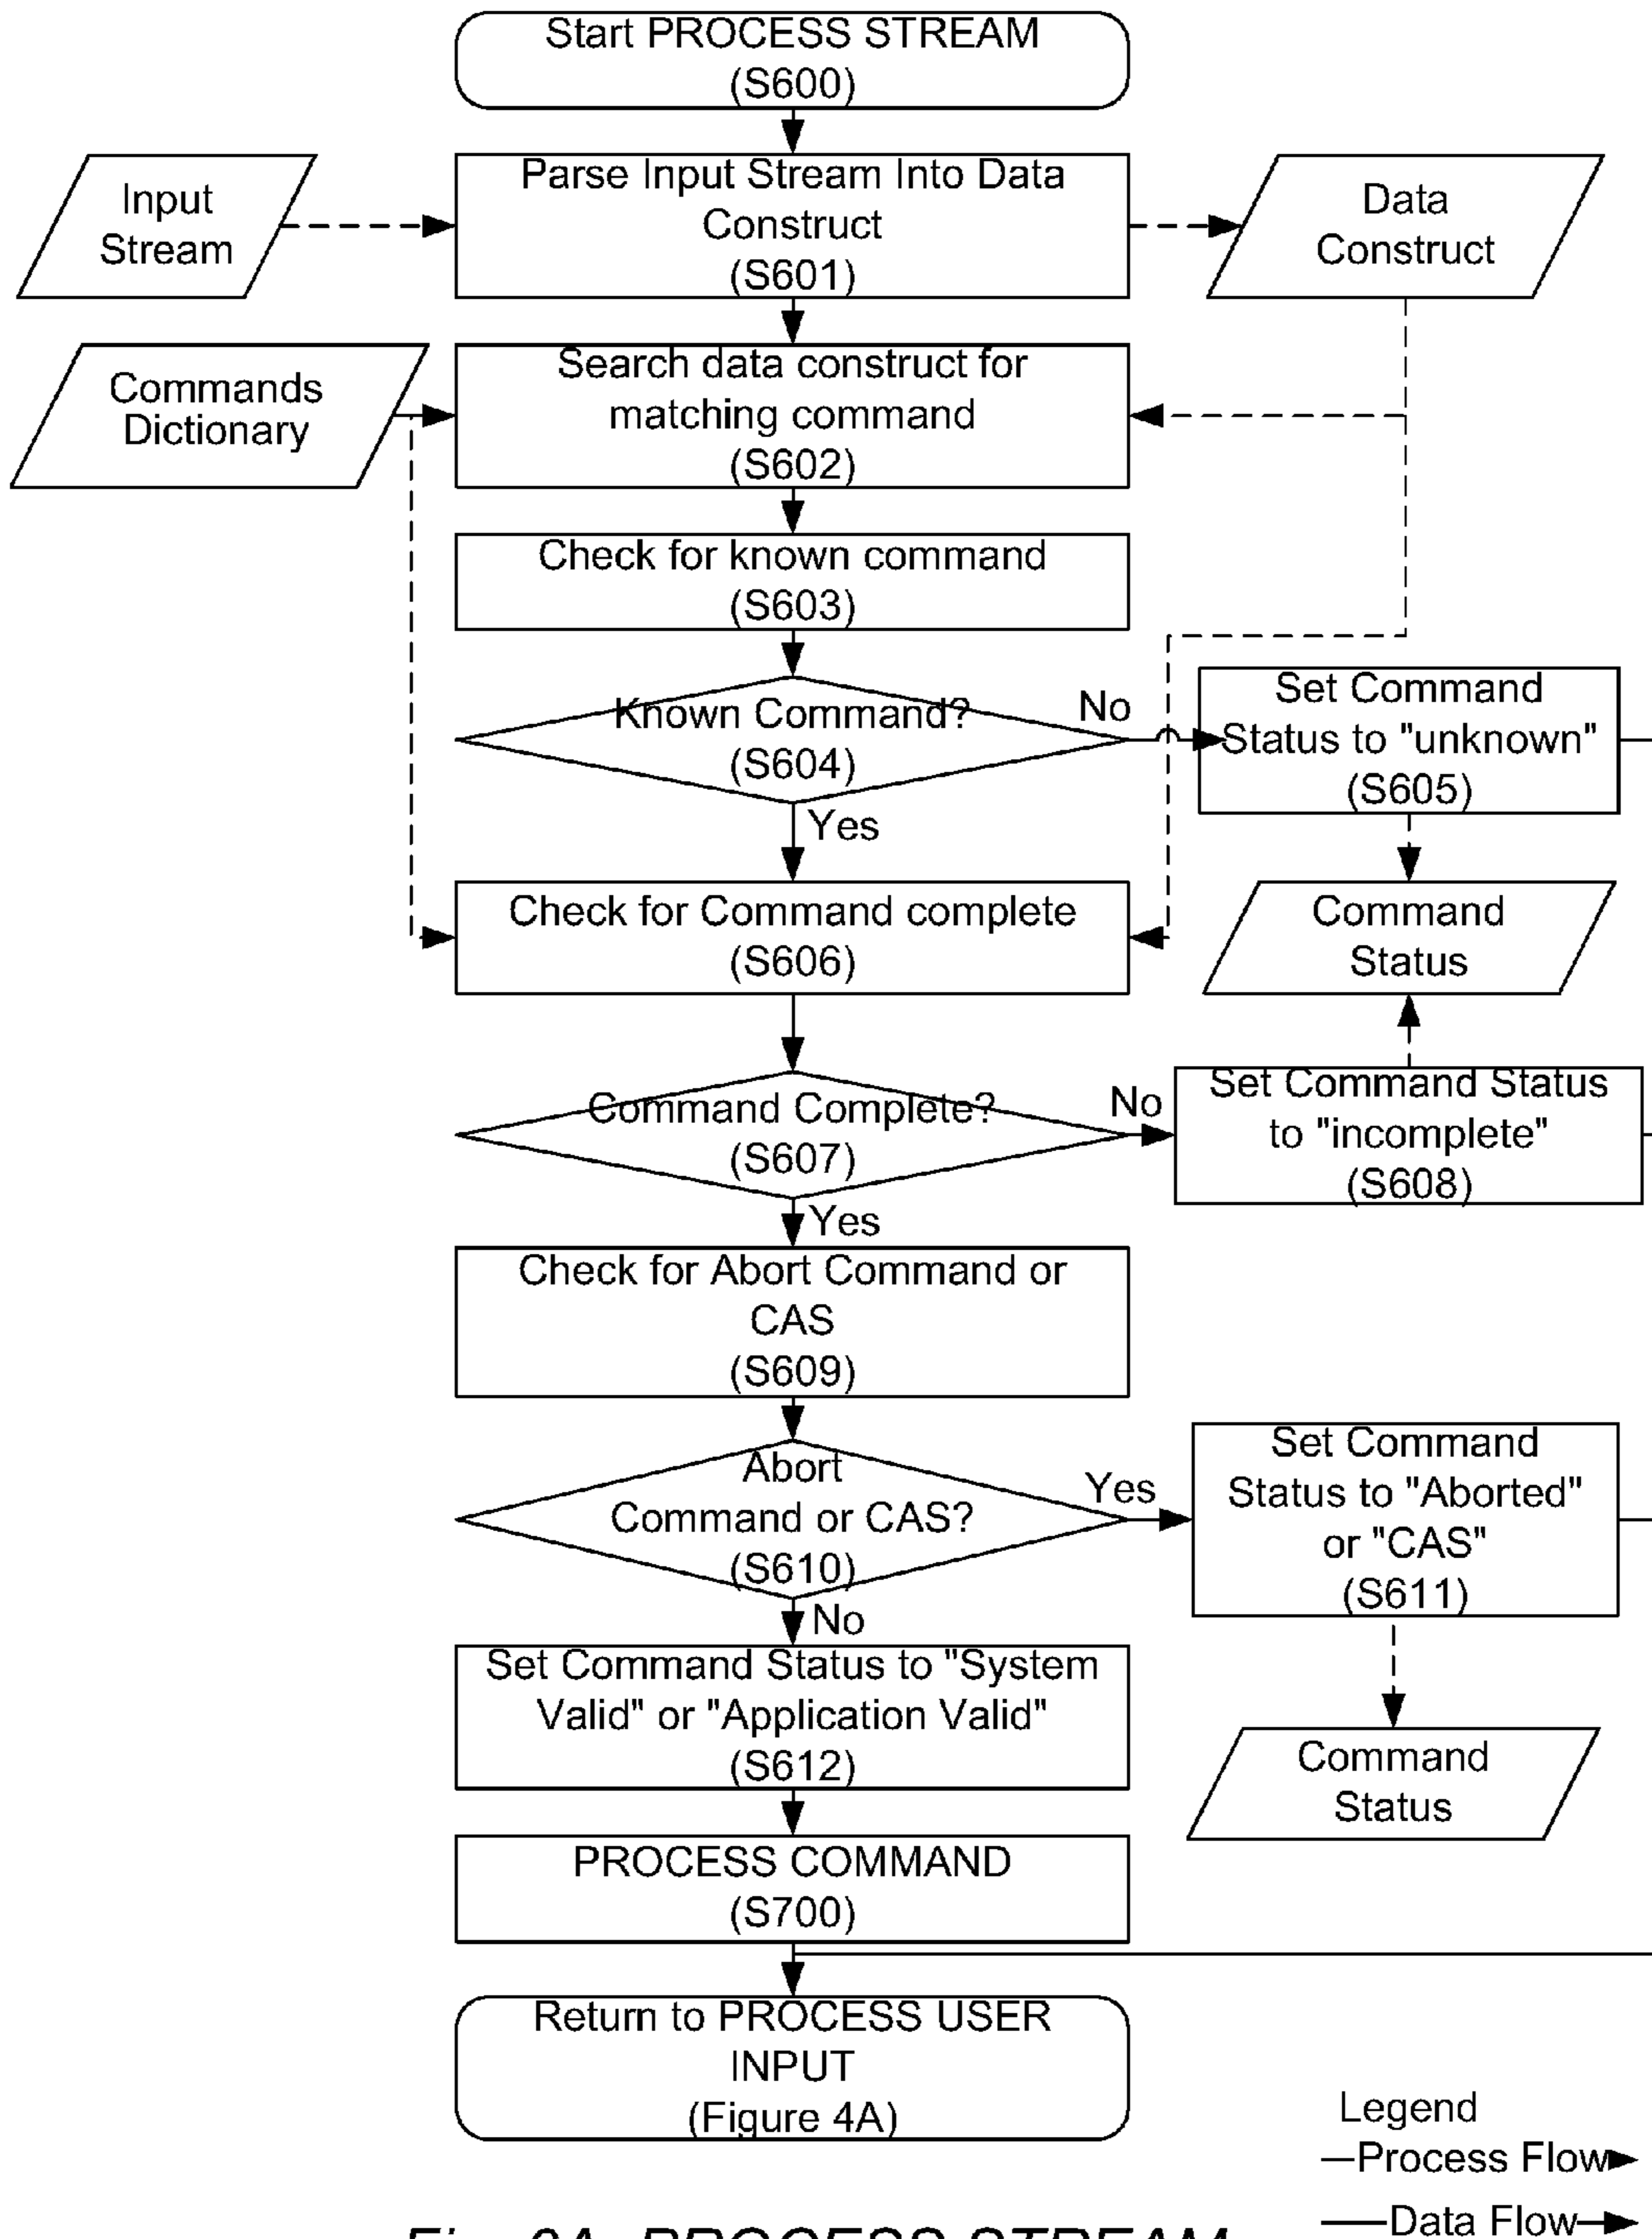 Start PROCESS STREAM
(S600)
Input
Stream
Parse Input Stream Into Data
Construct
(S601)
Data
Construct
Commands
Dictionary
Search data construct for
matching command
(S602)
Check for known command
(S603)
Known Command?
(S604)
No
Set Command
Status to "unknown"
(S605)
Yes
Check for Command complete
(S606)
Command
Status
Command Complete?
(S607)
No
Set Command Status
to "incomplete"
(S608)
Yes
Check for Abort Command or
CAS
(S609)
Abort
Command or CAS?
(S610)
Yes
Set Command
Status to "Aborted"
or "CAS"
(S611)
No
Set Command Status to "System
Valid" or "Application Valid"
(S612)
Command
Status
PROCESS COMMAND
(S700)
Return to PROCESS USER
INPUT
(Figure 4A)
Legend
Process Flow
Data Flow
PROCESS STREAM